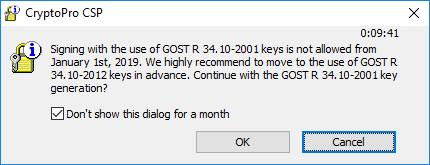 CryptoPro CSP
0:09:41
Signing with the use of GOST R 34.10-2001 keys is not allowed from
January 1st, 2019. We highly recommend to move to the use of GOST R
34.10-2012 keys in advance. Continue with the GOST R 34.10-2001 key
generation?
Don't show this dialog for a month
OK
Cancel